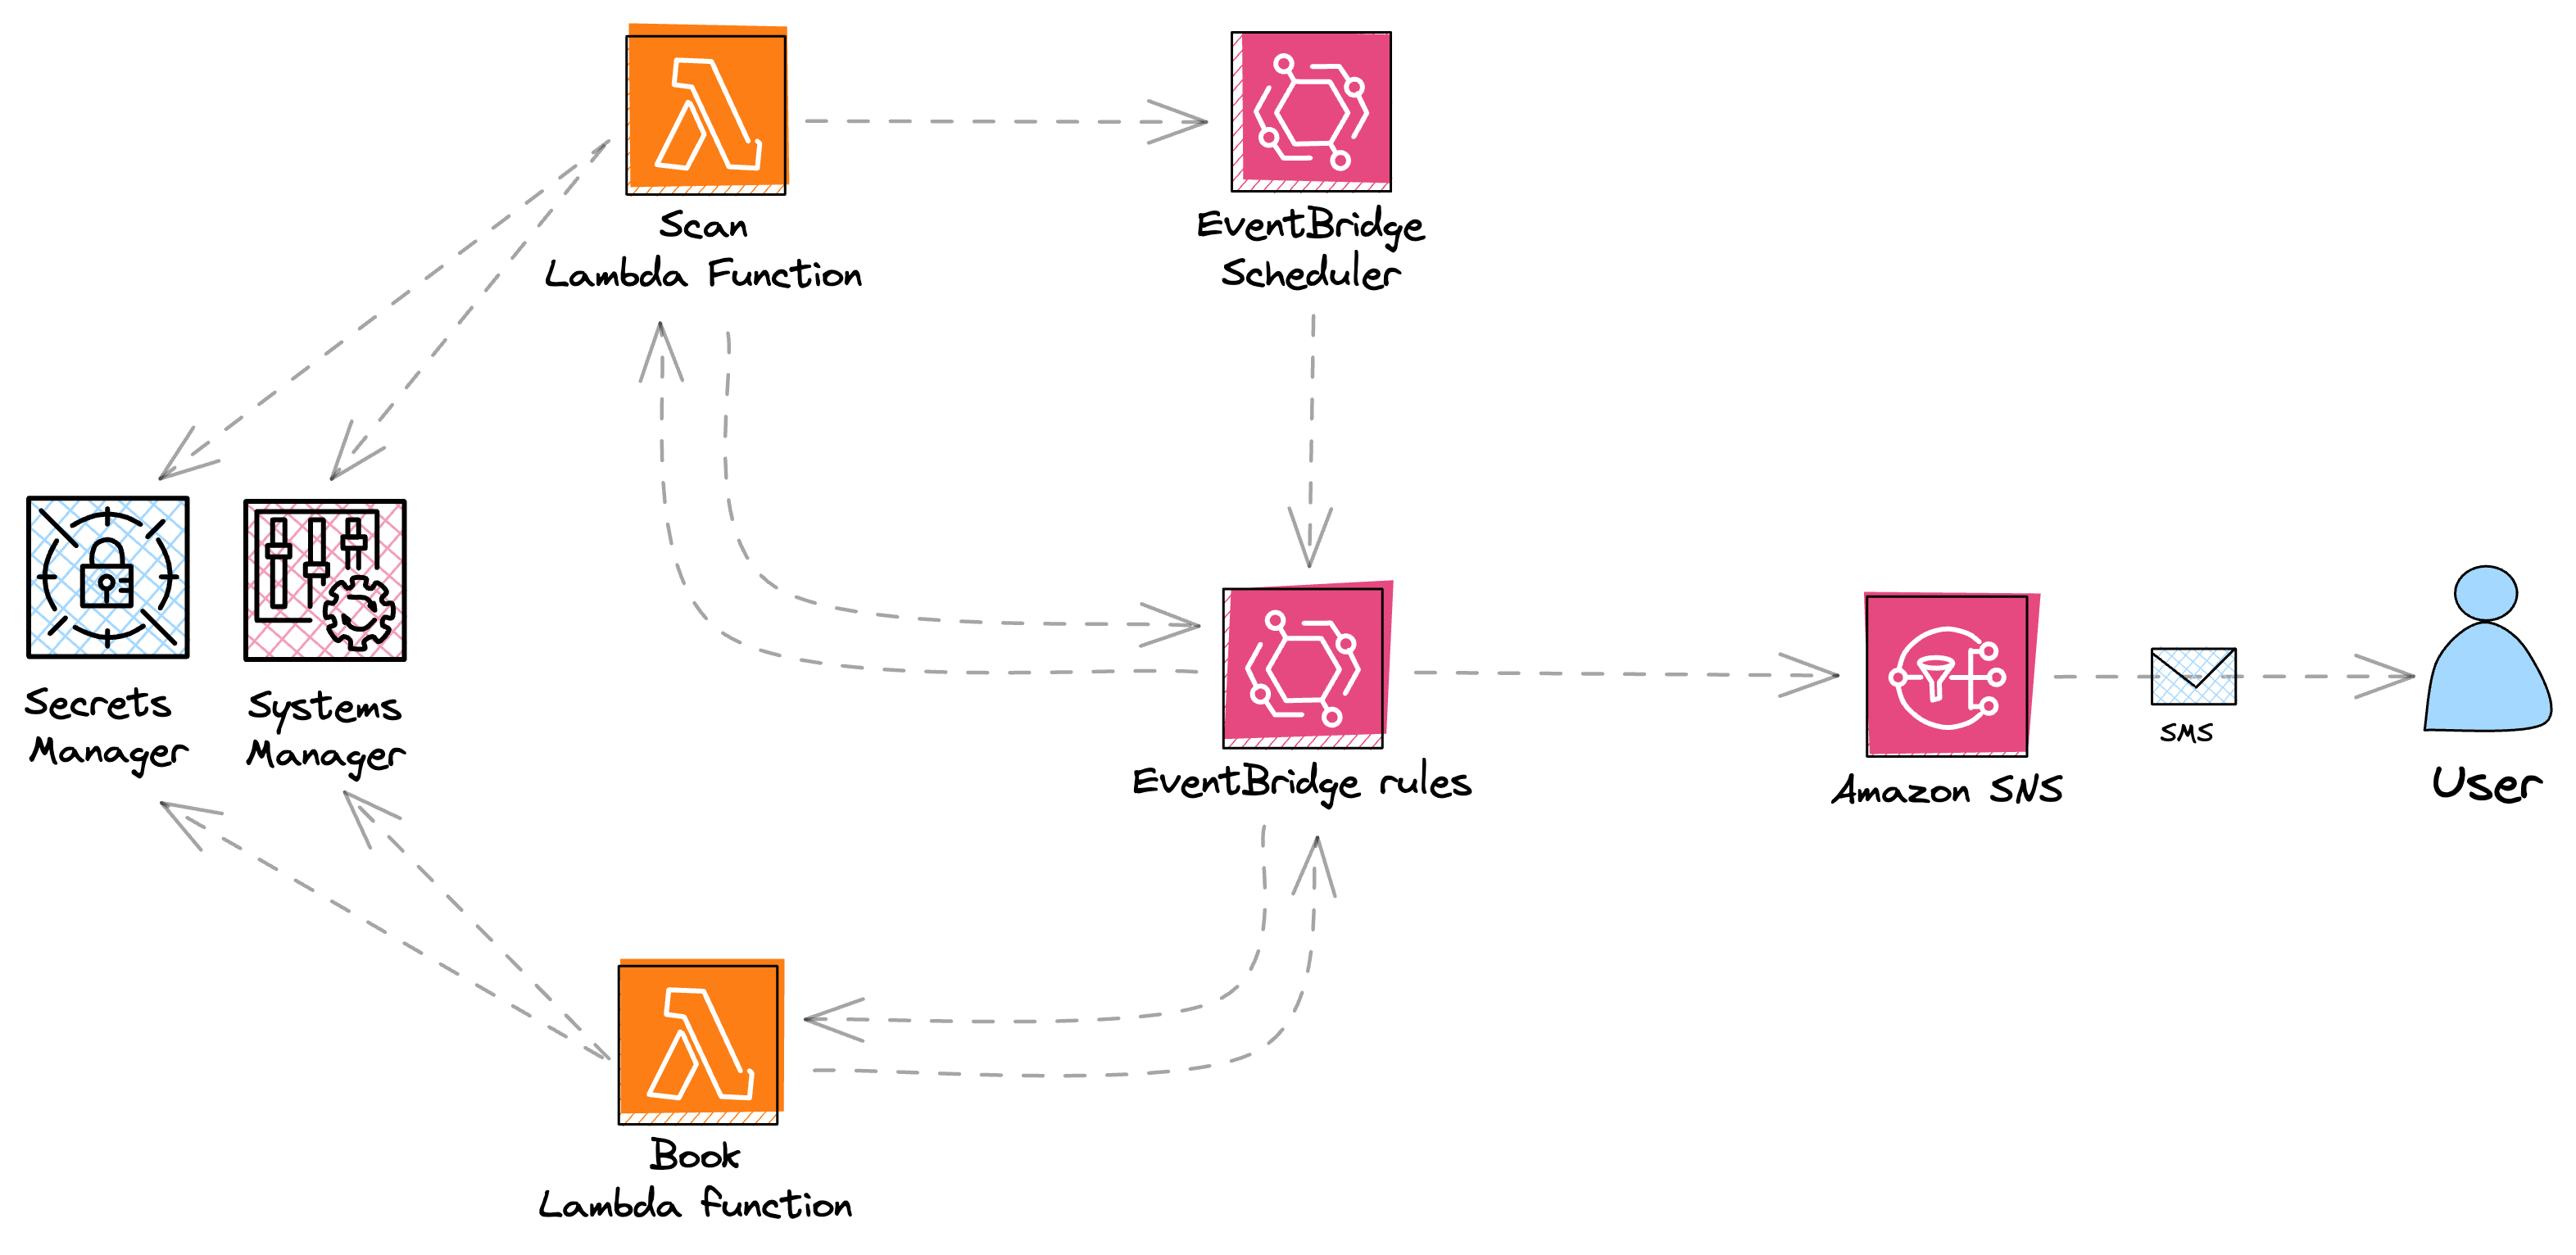 Scan
Lambda Function
EventBridge
Scheduler
Secrets
Manager
Systems
Manager
EventBridge rules
Amazon SNS
SMS
User
Book
Lambda function